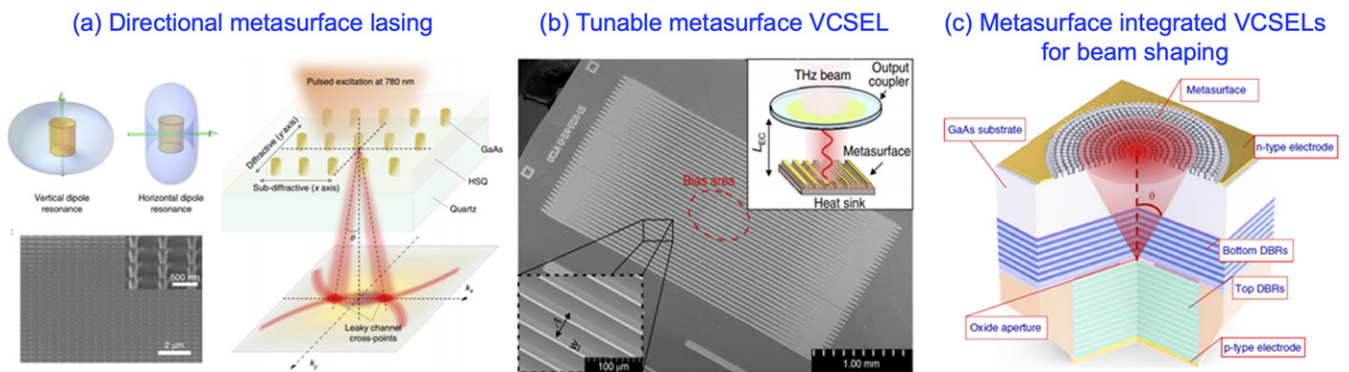 (a) Directional metasurface lasing
Vertical dipole
resonance
Horizontal dipole
resonance
500 nm
2 μm
Pulsed excitation at 780 nm
Diffractive (y axis)
Sub-diffractive (x axis)
GaAs
HSQ
Quartz
θ
Leaky channel
cross-points
kx
ky
(b) Tunable metasurface VCSEL
THz beam
Output
coupler
LEC
Metasurface
Heat sink
Bias area
Λ
w
100 μm
1.00 mm
(c) Metasurface integrated VCSELs
for beam shaping
Metasurface
GaAs substrate
n-type electrode
θ
Bottom DBRs
Top DBRs
Oxide aperture
p-type electrode